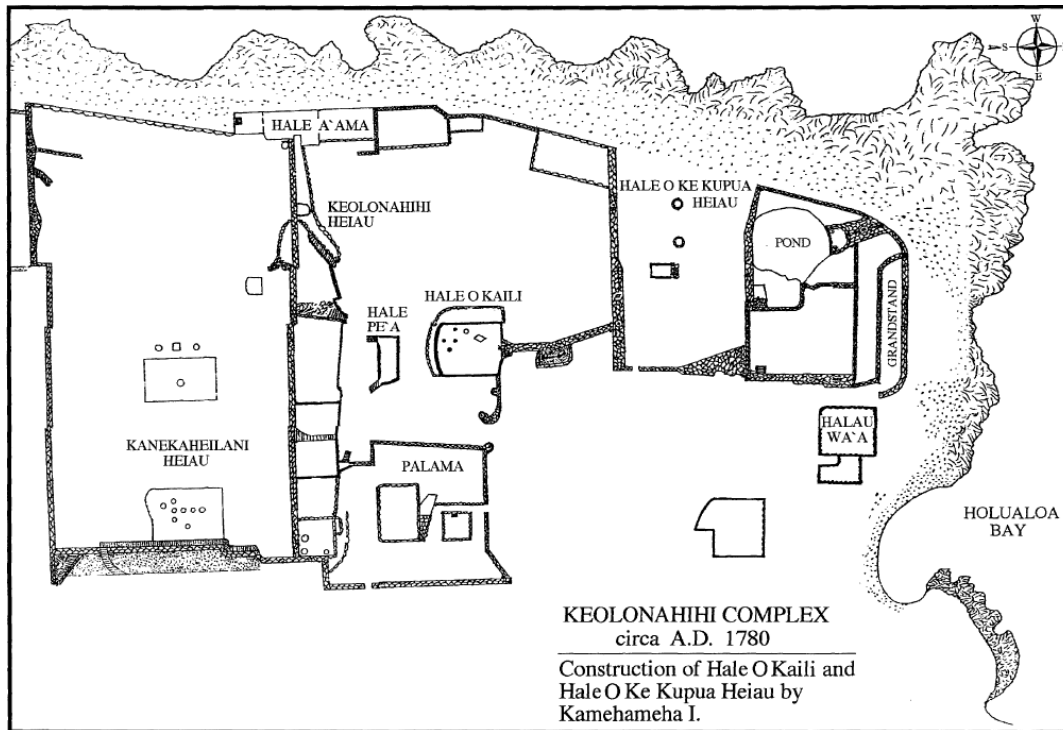 W
S
E
HALE A`AMA
KEOLONAHIHI
HEIAU
HALE O KE KUPUA
HEIAU
POND
HALE O KAILI
HALE
PE`A
GRANDSTAND
KANEKAHEILANI
HEIAU
PALAMA
HALAU
WA`A
HOLUALOA
BAY
KEOLONAHIHI COMPLEX
circa A.D. 1780
Construction of Hale O Kaili and
Hale O Ke Kupua Heiau by
Kamehameha I.